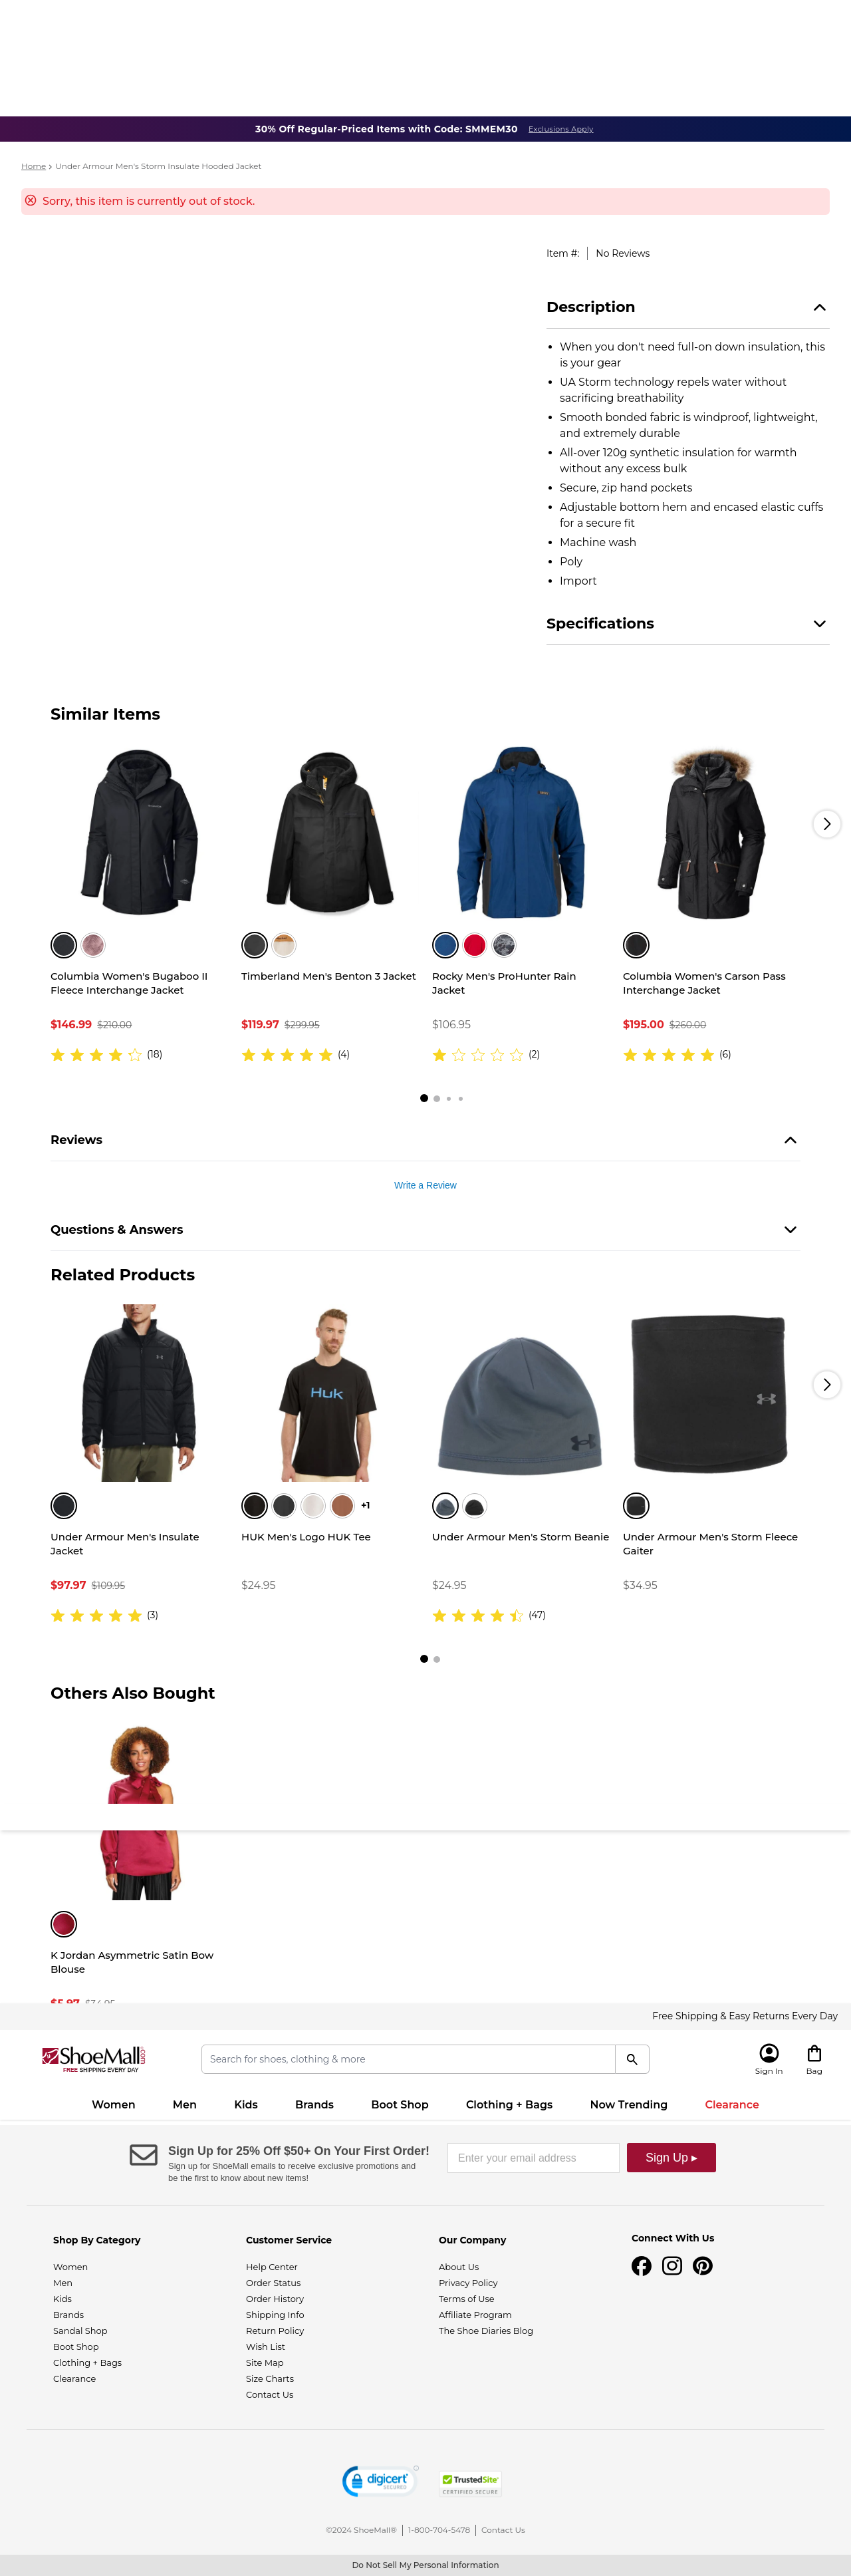 30% Off Regular-Priced Items with Code: SMMEM30 Exclusions Apply
Home > Under Armour Men's Storm Insulate Hooded Jacket
Sorry, this item is currently out of stock.
Item #: No Reviews
Description
• When you don't need full-on down insulation, this
is your gear
• UA Storm technology repels water without
sacrificing breathability
• Smooth bonded fabric is windproof, lightweight,
and extremely durable
• All-over 120g synthetic insulation for warmth
without any excess bulk
• Secure, zip hand pockets
• Adjustable bottom hem and encased elastic cuffs
for a secure fit
• Machine wash
• Poly
• Import
Specifications
Similar Items
Columbia Women's Bugaboo II
Fleece Interchange Jacket
$146.99 $210.00
(18)
Timberland Men's Benton 3 Jacket
$119.97 $299.95
(4)
Rocky Men's ProHunter Rain
Jacket
$106.95
(2)
Columbia Women's Carson Pass
Interchange Jacket
$195.00 $260.00
(6)
Reviews
Write a Review
Questions & Answers
Related Products
Huk
+1
Under Armour Men's Insulate
Jacket
$97.97 $109.95
(3)
HUK Men's Logo HUK Tee
$24.95
Under Armour Men's Storm Beanie
$24.95
(47)
Under Armour Men's Storm Fleece
Gaiter
$34.95
Others Also Bought
K Jordan Asymmetric Satin Bow
Blouse
$5.97 $34.95
Free Shipping & Easy Returns Every Day
ShoeMall.com
FREE SHIPPING EVERY DAY
Search for shoes, clothing & more
Sign In
Bag
Women Men Kids Brands Boot Shop Clothing + Bags Now Trending Clearance
Sign Up for 25% Off $50+ On Your First Order!
Sign up for ShoeMall emails to receive exclusive promotions and
be the first to know about new items!
Enter your email address
Sign Up ▸
Shop By Category
Women
Men
Kids
Brands
Sandal Shop
Boot Shop
Clothing + Bags
Clearance
Customer Service
Help Center
Order Status
Order History
Shipping Info
Return Policy
Wish List
Site Map
Size Charts
Contact Us
Our Company
About Us
Privacy Policy
Terms of Use
Affiliate Program
The Shoe Diaries Blog
Connect With Us
digicert
SECURED
TrustedSite
CERTIFIED SECURE
©2024 ShoeMall® 1-800-704-5478 Contact Us
Do Not Sell My Personal Information